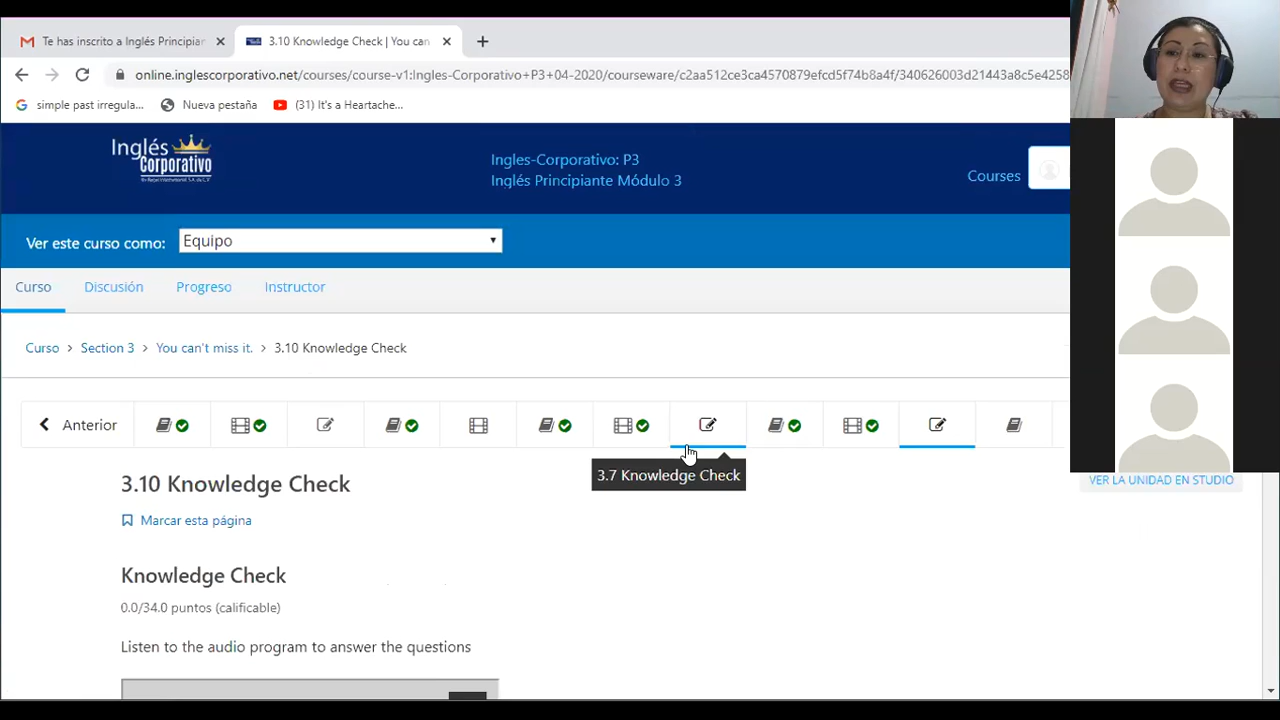 Te has inscrito a Inglés Principian
3.10 Knowledge Check | You can
online.inglescorporativo.net/courses/course-v1:Ingles-Corporativo+P3+04-2020/courseware/c2aa512ce3ca4570879efcd5f74b8a4f/340626003d21443a8c5e4258
simple past irregula...
Nueva pestaña
(31) It's a Heartache...
Inglés
Corporativo
Ingles-Corporativo: P3
Inglés Principiante Módulo 3
Courses
Ver este curso como:
Equipo
Curso
Discusión
Progreso
Instructor
Curso > Section 3 > You can't miss it. > 3.10 Knowledge Check
Anterior
3.7 Knowledge Check
3.10 Knowledge Check
VER LA UNIDAD EN STUDIO
Marcar esta página
Knowledge Check
0.0/34.0 puntos (calificable)
Listen to the audio program to answer the questions